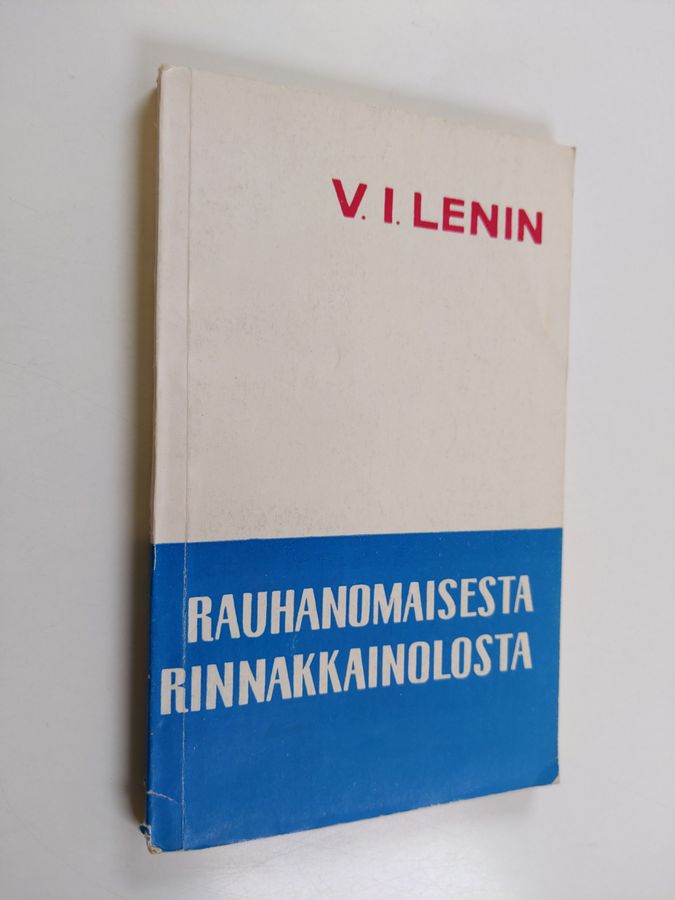 V. I. LENIN
RAUHANOMAISESTA
RINNAKKAINOLOSTA